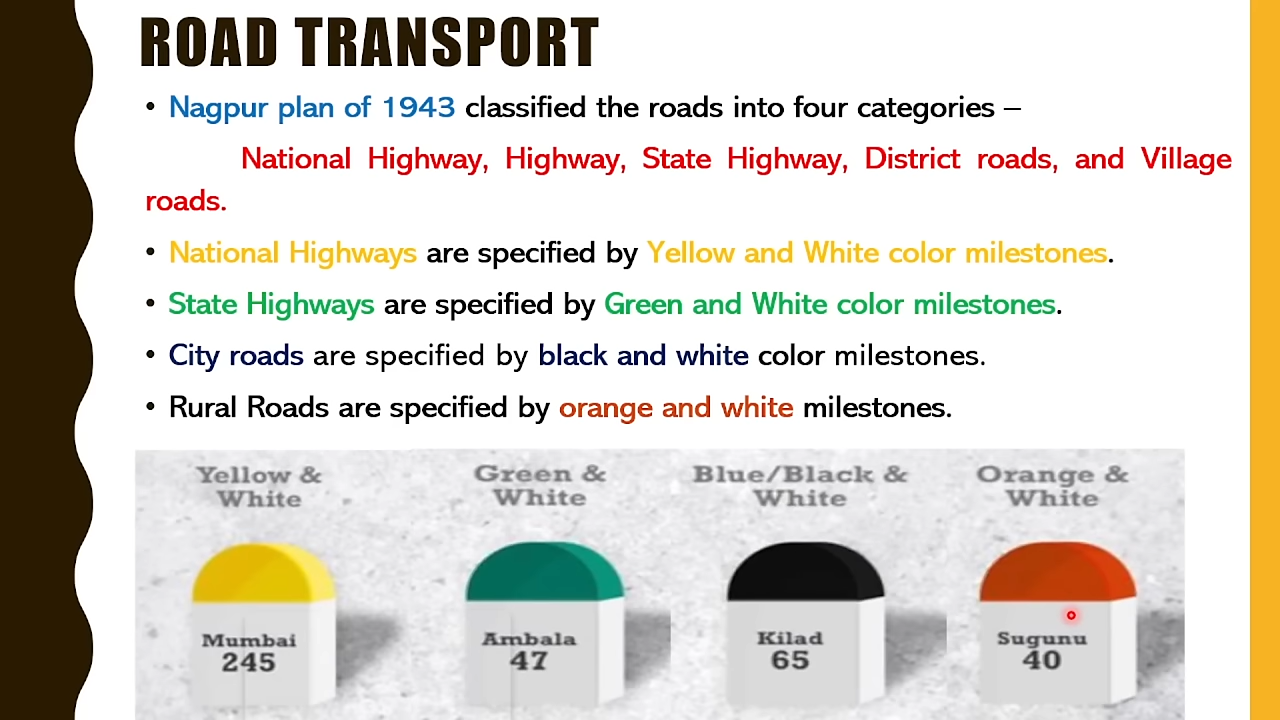 ROAD TRANSPORT
• Nagpur plan of 1943 classified the roads into four categories –
National Highway, Highway, State Highway, District roads, and Village
roads.
• National Highways are specified by Yellow and White color milestones.
• State Highways are specified by Green and White color milestones.
• City roads are specified by black and white color milestones.
• Rural Roads are specified by orange and white milestones.
Yellow &
White
Mumbai
245
Green &
White
Ambala
47
Blue/Black &
White
Kilad
65
Orange &
White
Sugunu
40